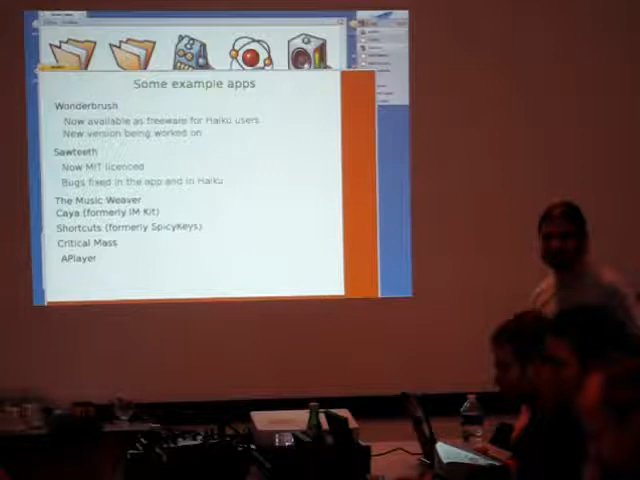 Some example apps
Wonderbrush
Now available as freeware for Haiku users
New version being worked on
Sawteeth
Now MIT licenced
Bugs fixed in the app and in Haiku
The Music Weaver
Caya (formerly IM Kit)
Shortcuts (formerly SpicyKeys)
Critical Mass
APlayer